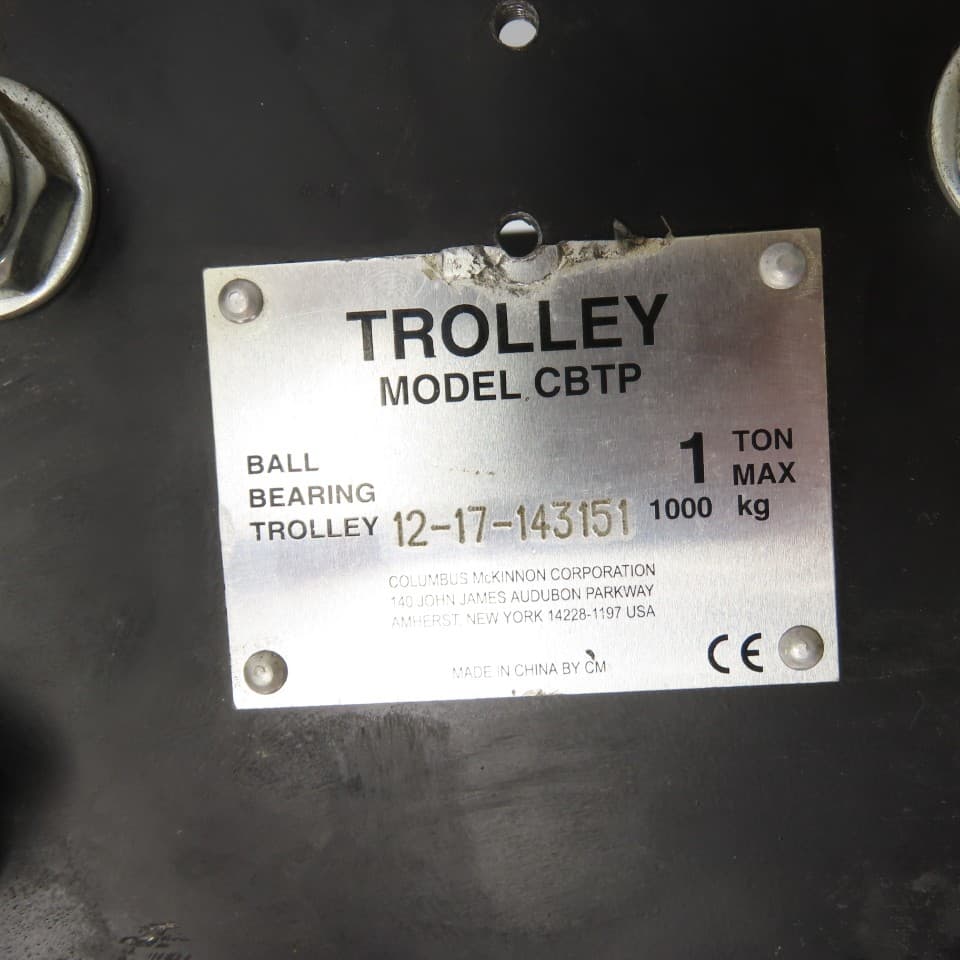 TROLLEY
MODEL CBTP
BALL
BEARING
TROLLEY 12-17-143151
1 TON
MAX
1000 kg
COLUMBUS McKINNON CORPORATION
140 JOHN JAMES AUDUBON PARKWAY
AMHERST, NEW YORK 14228-1197 USA
MADE IN CHINA BY CM
CE